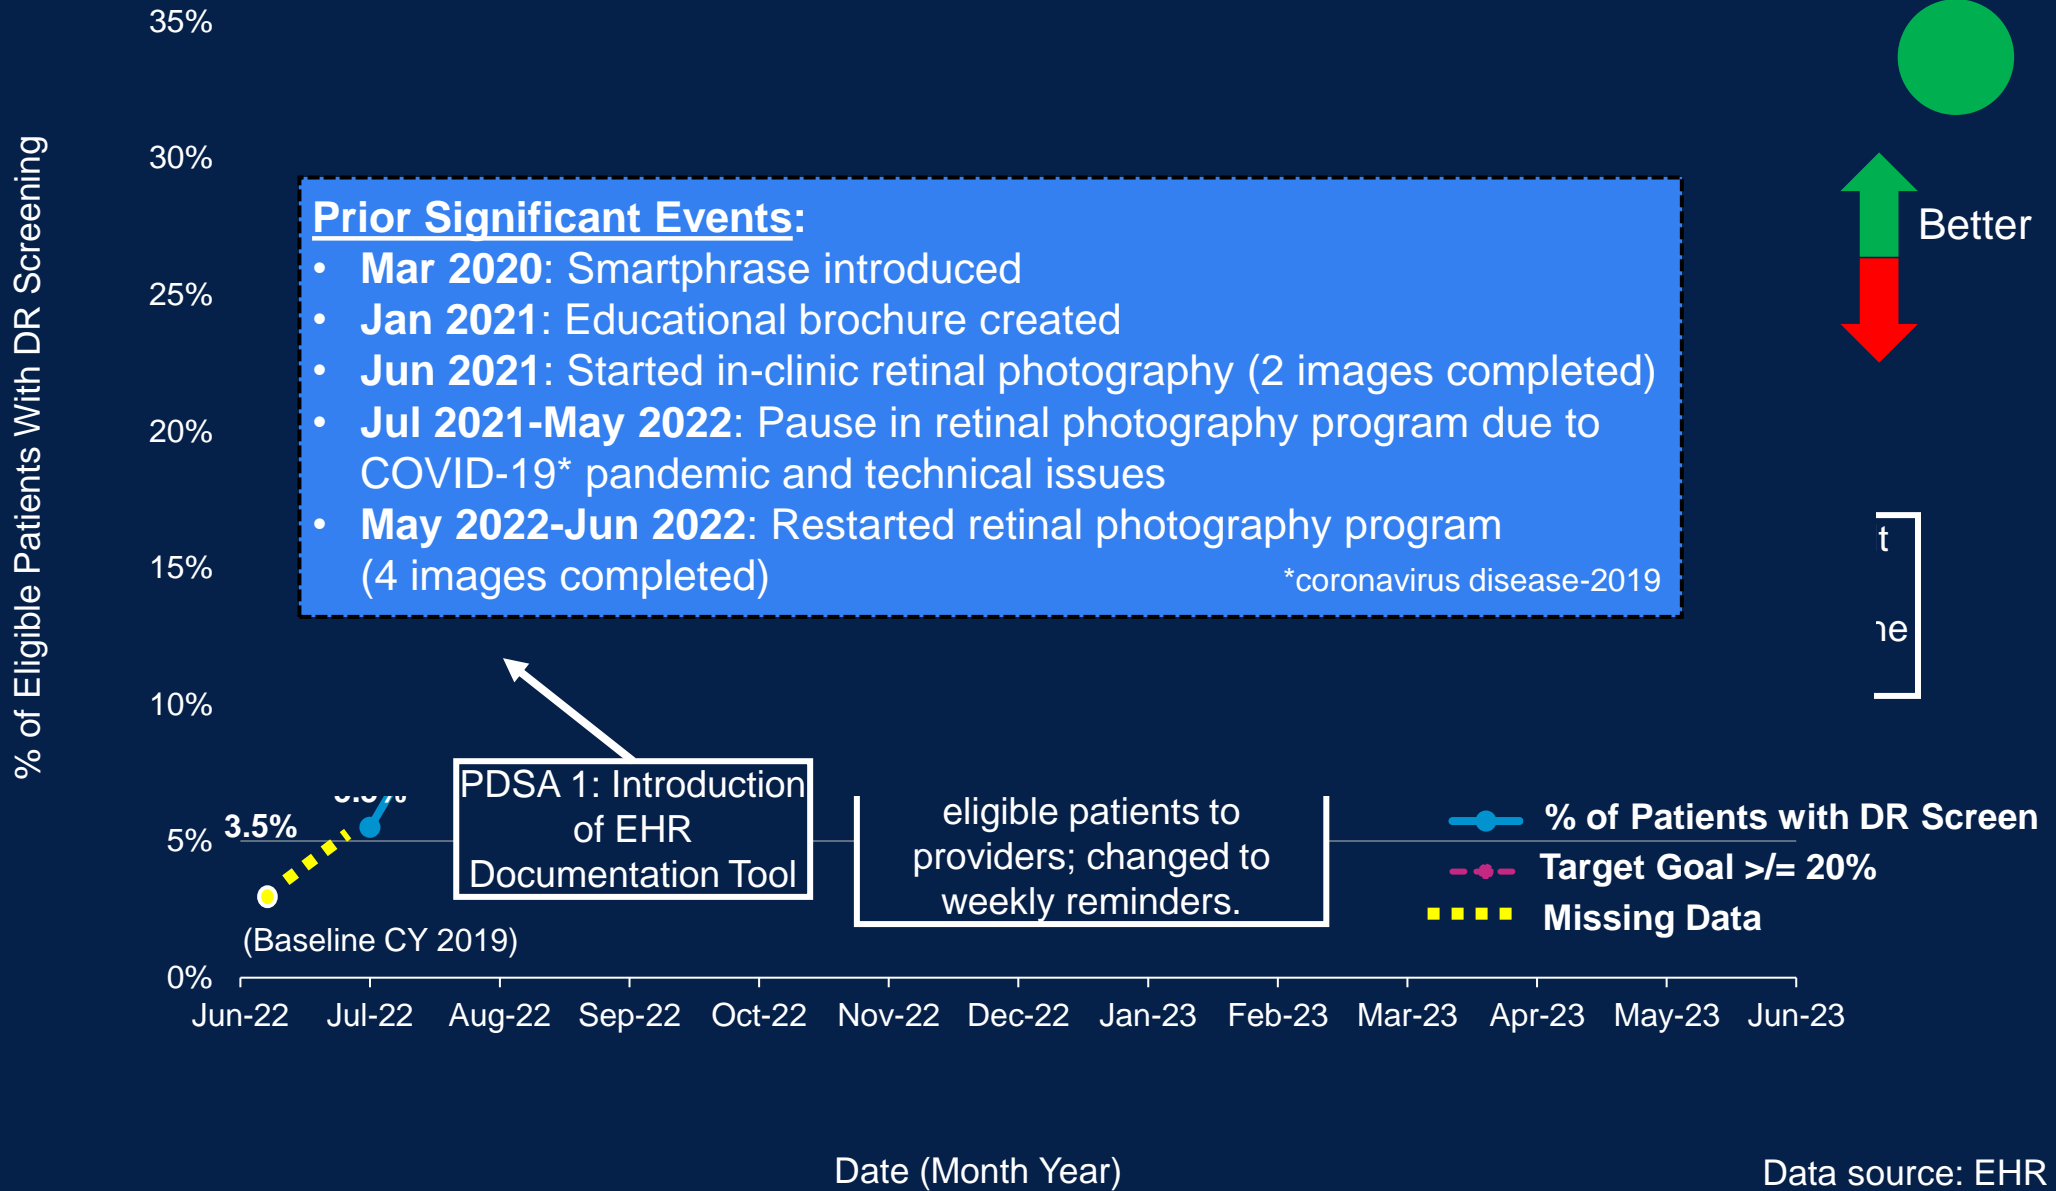 35%
30%
25%
20%
15%
10%
5%
0%
% of Eligible Patients With DR Screening
Prior Significant Events:
• Mar 2020: Smartphrase introduced
• Jan 2021: Educational brochure created
• Jun 2021: Started in-clinic retinal photography (2 images completed)
• Jul 2021-May 2022: Pause in retinal photography program due to
COVID-19* pandemic and technical issues
• May 2022-Jun 2022: Restarted retinal photography program
(4 images completed)
*coronavirus disease-2019
Better
3.5%
(Baseline CY 2019)
PDSA 1: Introduction
of EHR
Documentation Tool
eligible patients to
providers; changed to
weekly reminders.
% of Patients with DR Screen
Target Goal >/= 20%
Missing Data
Jun-22 Jul-22 Aug-22 Sep-22 Oct-22 Nov-22 Dec-22 Jan-23 Feb-23 Mar-23 Apr-23 May-23 Jun-23
Date (Month Year)
Data source: EHR